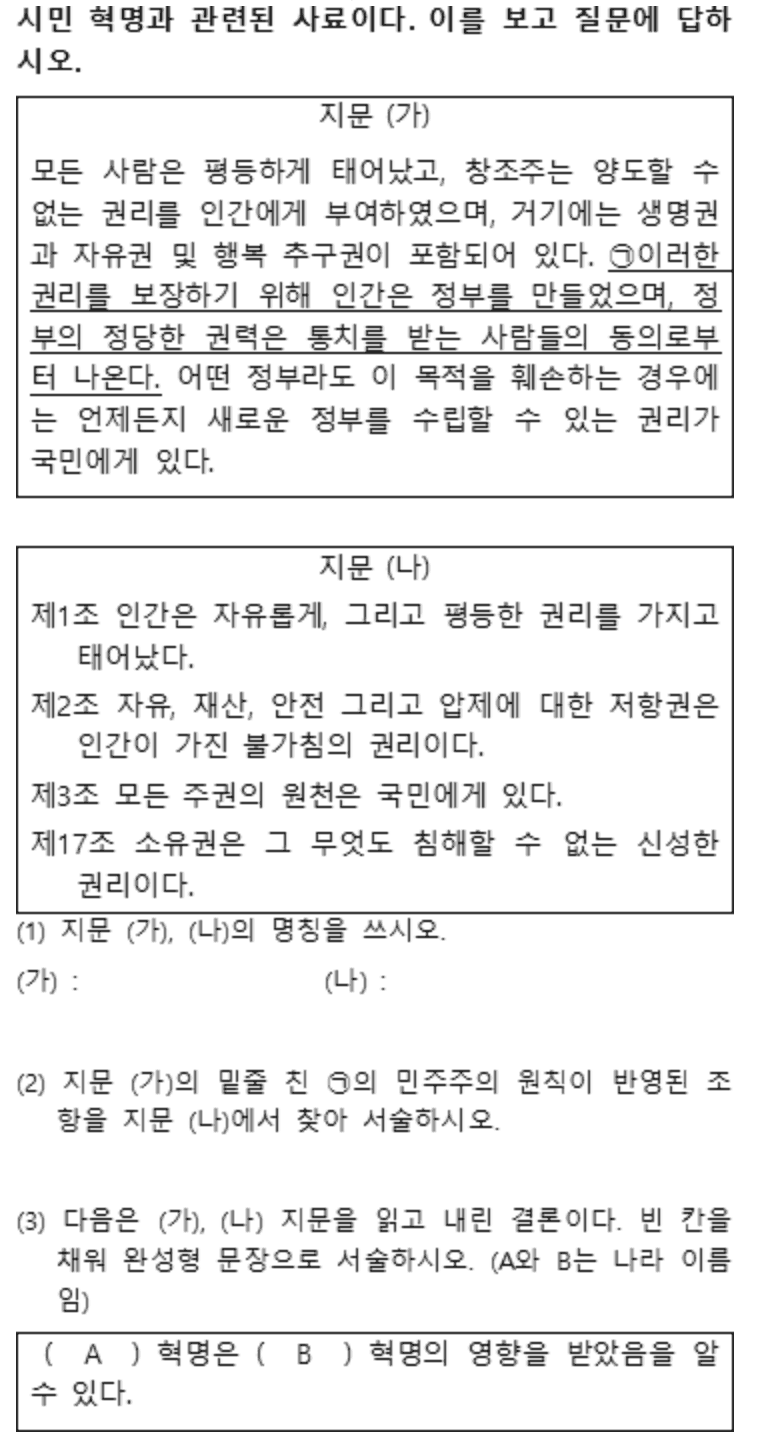 시민 혁명과 관련된 사료이다. 이를 보고 질문에 답하
시오.
지문 (가)
모든 사람은 평등하게 태어났고, 창조주는 양도할 수
없는 권리를 인간에게 부여하였으며, 거기에는 생명권
과 자유권 및 행복 추구권이 포함되어 있다. ㉠이러한
권리를 보장하기 위해 인간은 정부를 만들었으며, 정
부의 정당한 권력은 통치를 받는 사람들의 동의로부
터 나온다. 어떤 정부라도 이 목적을 훼손하는 경우에
는 언제든지 새로운 정부를 수립할 수 있는 권리가
국민에게 있다.
지문 (나)
제1조 인간은 자유롭게, 그리고 평등한 권리를 가지고
태어났다.
제2조 자유, 재산, 안전 그리고 압제에 대한 저항권은
인간이 가진 불가침의 권리이다.
제3조 모든 주권의 원천은 국민에게 있다.
제17조 소유권은 그 무엇도 침해할 수 없는 신성한
권리이다.
(1) 지문 (가), (나)의 명칭을 쓰시오.
(가) : (나) :
(2) 지문 (가)의 밑줄 친 ㉠의 민주주의 원칙이 반영된 조
항을 지문 (나)에서 찾아 서술하시오.
(3) 다음은 (가), (나) 지문을 읽고 내린 결론이다. 빈 칸을
채워 완성형 문장으로 서술하시오. (A와 B는 나라 이름
임)
( A ) 혁명은 ( B ) 혁명의 영향을 받았음을 알
수 있다.